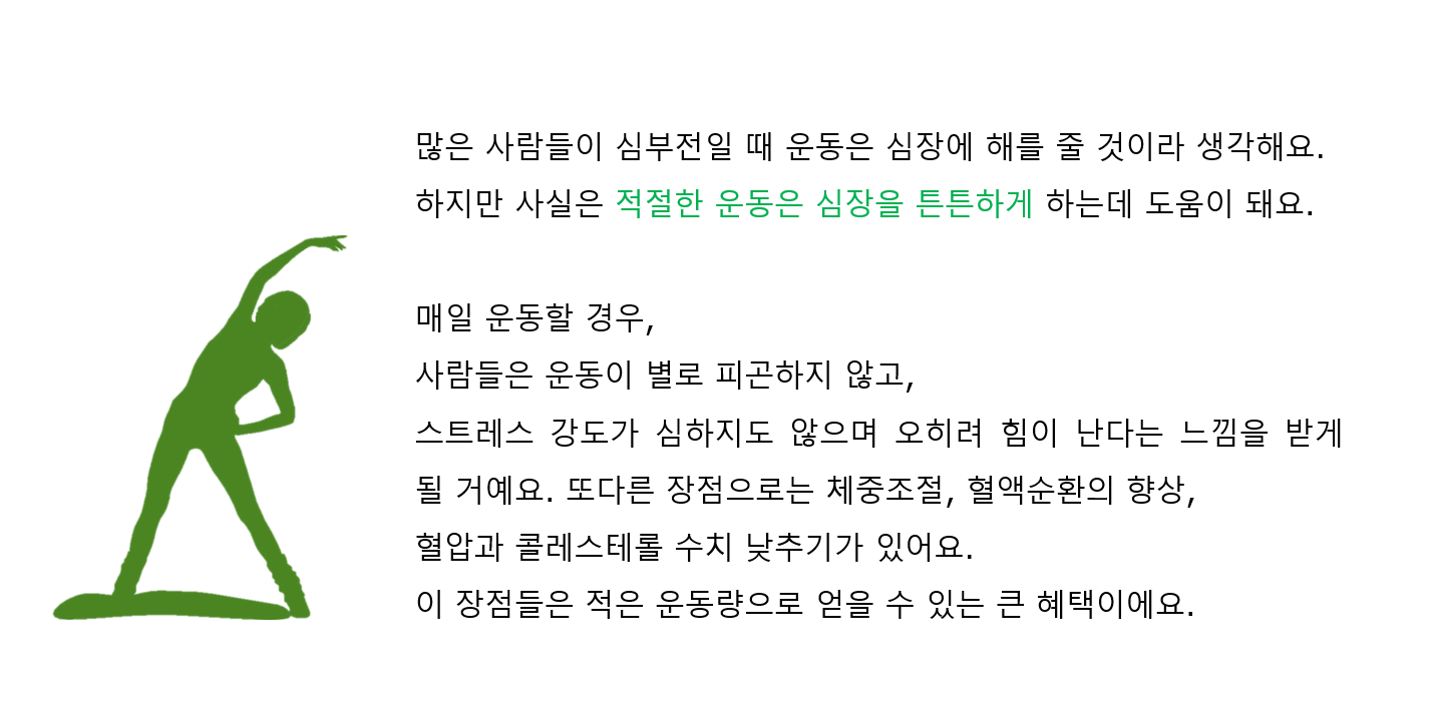 많은 사람들이 심부전일 때 운동은 심장에 해를 줄 것이라 생각해요.
하지만 사실은 적절한 운동은 심장을 튼튼하게 하는데 도움이 돼요.
매일 운동할 경우,
사람들은 운동이 별로 피곤하지 않고,
스트레스 강도가 심하지도 않으며 오히려 힘이 난다는 느낌을 받게
될 거예요. 또다른 장점으로는 체중조절, 혈액순환의 향상,
혈압과 콜레스테롤 수치 낮추기가 있어요.
이 장점들은 적은 운동량으로 얻을 수 있는 큰 혜택이에요.